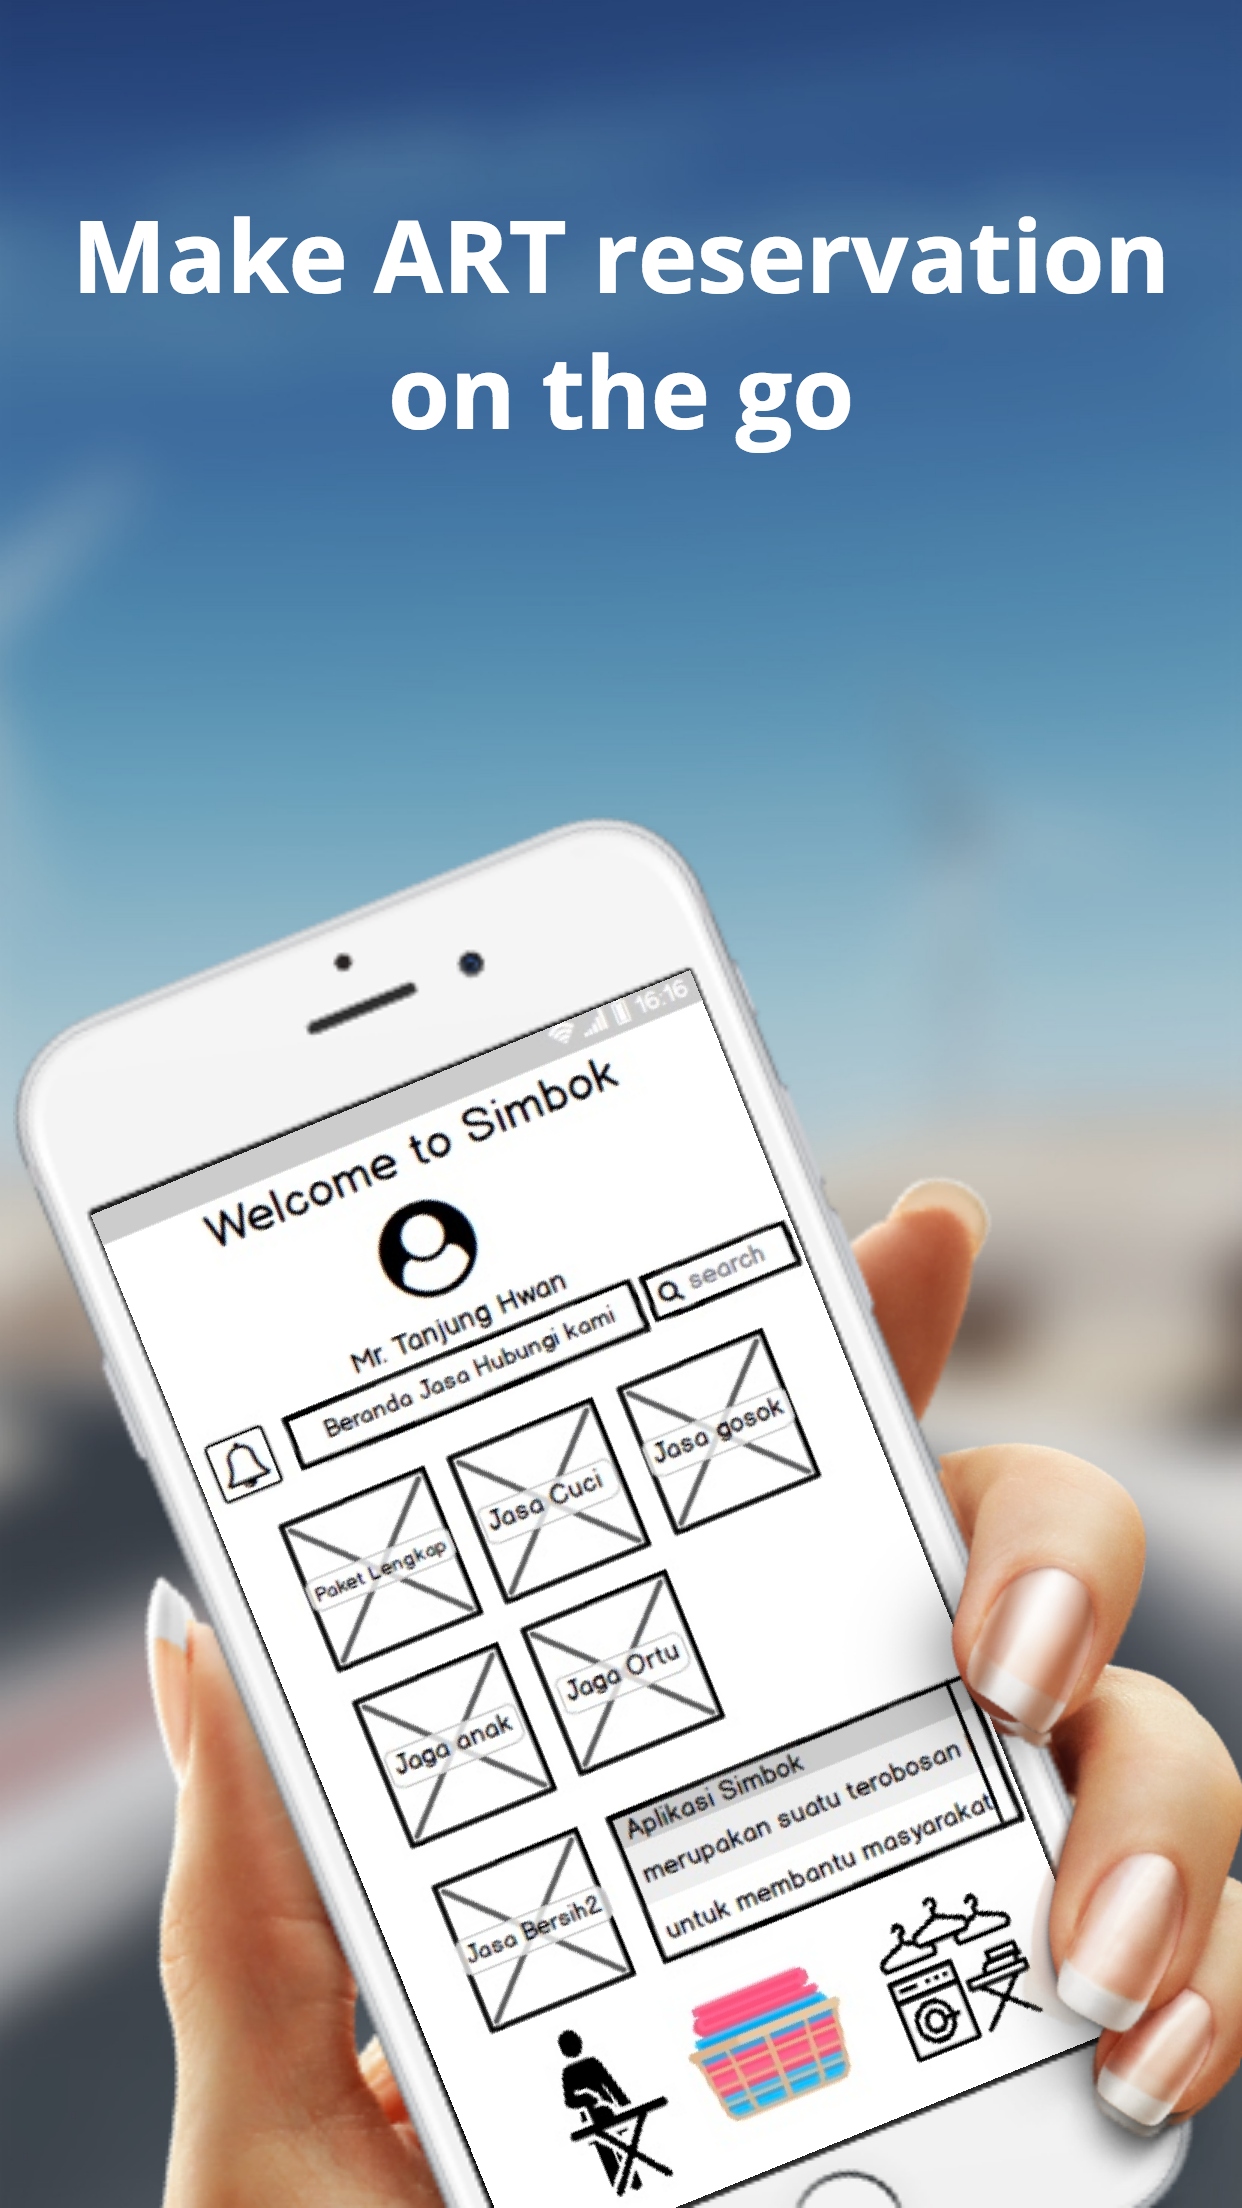 Make ART reservation
on the go
16:16
Welcome to Simbok
Mr. Tanjung Hwan
Beranda Jasa Hubungi kami
search
Paket Lengkap
Jasa Cuci
Jasa gosok
Jaga anak
Jaga Ortu
Jasa Bersih2
Aplikasi Simbok
merupakan suatu terobosan
untuk membantu masyarakat